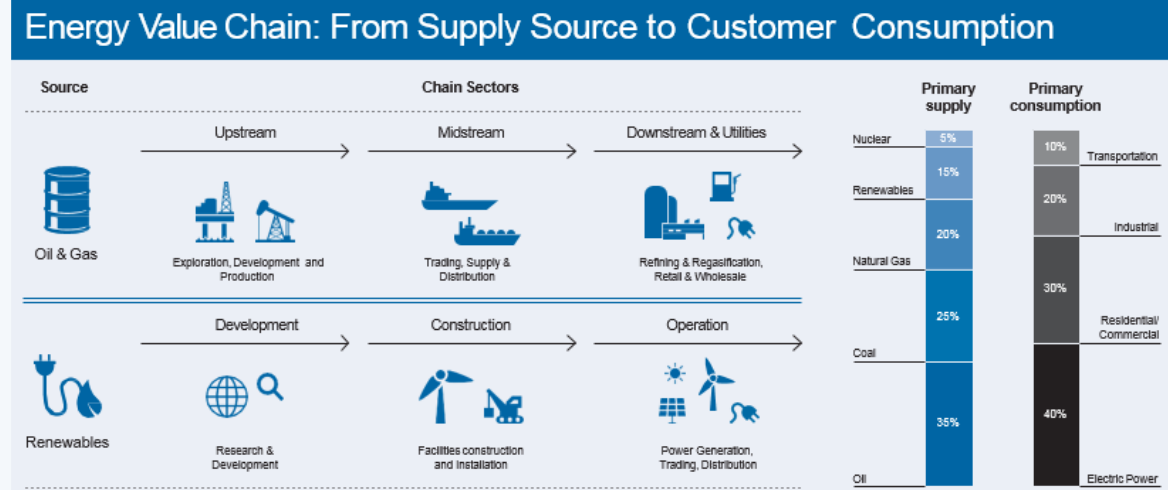 Energy Value Chain: From Supply Source to Customer Consumption
Source
Chain Sectors
Primary
supply
Primary
consumption
Upstream
Midstream
Downstream & Utilities
Oil & Gas
Exploration, Development and
Production
Trading, Supply &
Distribution
Refining & Regasification,
Retail & Wholesale
Development
Construction
Operation
Renewables
Research &
Development
Facilities construction
and Installation
Power Generation,
Trading, Distribution
Nuclear
5%
Renewables
15%
Natural Gas
20%
Coal
25%
Oil
35%
10%
Transportation
20%
Industrial
30%
Residential/
Commercial
40%
Electric Power